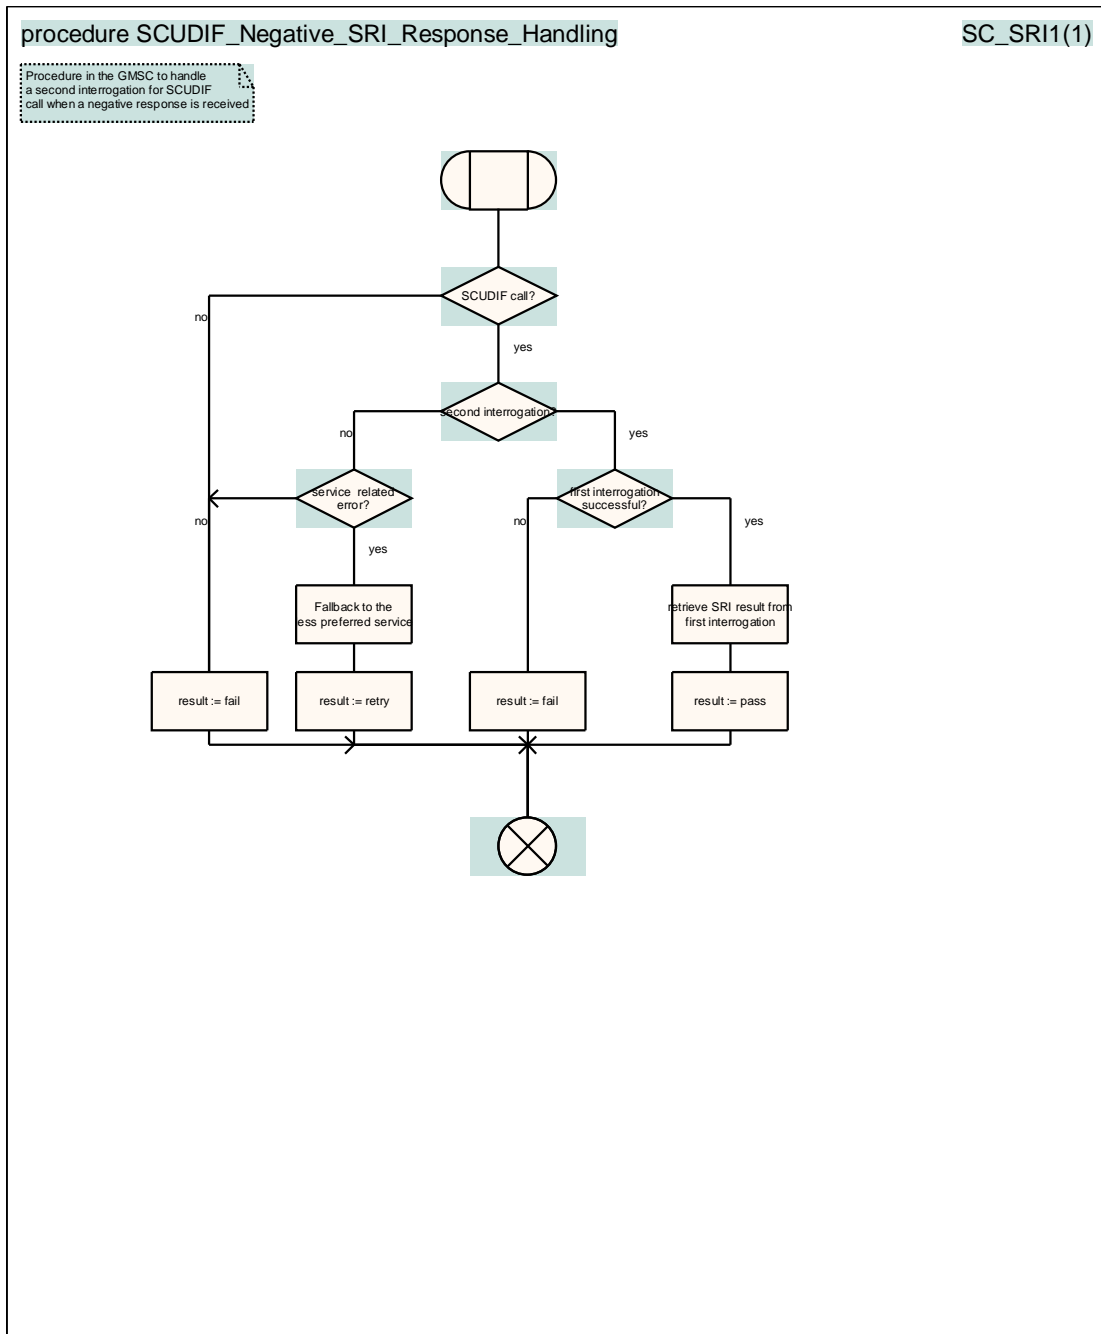 procedure SCUDIF_Negative_SRI_Response_Handling
SC_SRI1(1)
Procedure in the GMSC to handle
a second interrogation for SCUDIF
call when a negative response is received
SCUDIF call?
no
yes
second interrogation?
no
yes
service related
error?
first interrogation
successful?
no
yes
no
yes
Fallback to the
ess preferred service
retrieve SRI result from
first interrogation
result := fail
result := retry
result := fail
result := pass